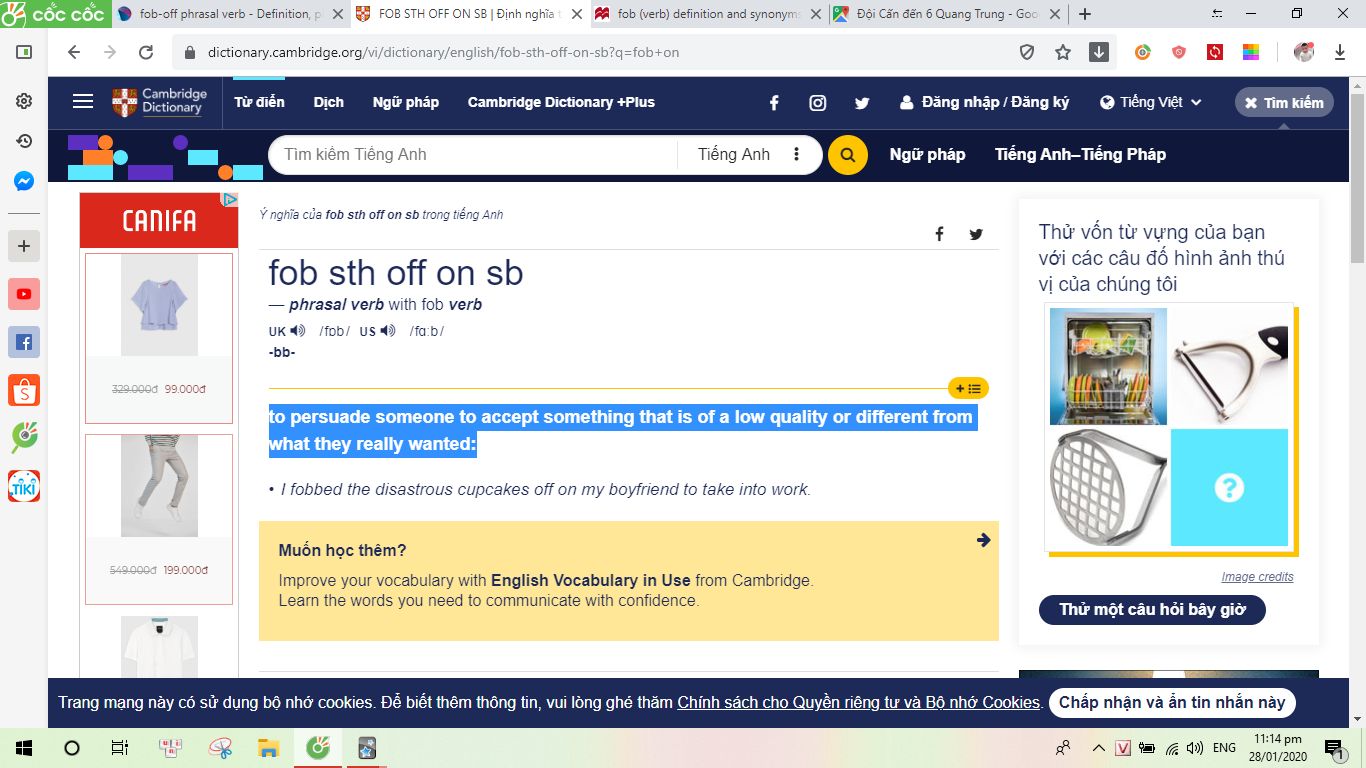 cốc cốc
fob-off phrasal verb - Definition, p
FOB STH OFF ON SB | Định nghĩa t
fob (verb) definition and synonyms
Đội Cấn đến 6 Quang Trung - Goo
dictionary.cambridge.org/vi/dictionary/english/fob-sth-off-on-sb?q=fob+on
Cambridge
Dictionary
Từ điển
Dịch
Ngữ pháp
Cambridge Dictionary +Plus
Đăng nhập / Đăng ký
Tiếng Việt
Tìm kiếm
Tìm kiếm Tiếng Anh
Tiếng Anh
Ngữ pháp
Tiếng Anh–Tiếng Pháp
CANIFA
329.000đ 99.000đ
549.000đ 199.000đ
TIKI
Ý nghĩa của fob sth off on sb trong tiếng Anh
fob sth off on sb
— phrasal verb with fob verb
UK /fɒb/ US /fɑːb/
-bb-
to persuade someone to accept something that is of a low quality or different from
what they really wanted:
• I fobbed the disastrous cupcakes off on my boyfriend to take into work.
Muốn học thêm?
Improve your vocabulary with English Vocabulary in Use from Cambridge.
Learn the words you need to communicate with confidence.
Thử vốn từ vựng của bạn
với các câu đố hình ảnh thú
vị của chúng tôi
?
Image credits
Thử một câu hỏi bây giờ
Trang mạng này có sử dụng bộ nhớ cookies. Để biết thêm thông tin, vui lòng ghé thăm Chính sách cho Quyền riêng tư và Bộ nhớ Cookies.
Chấp nhận và ẩn tin nhắn này
V
ENG
11:14 pm
28/01/2020
1